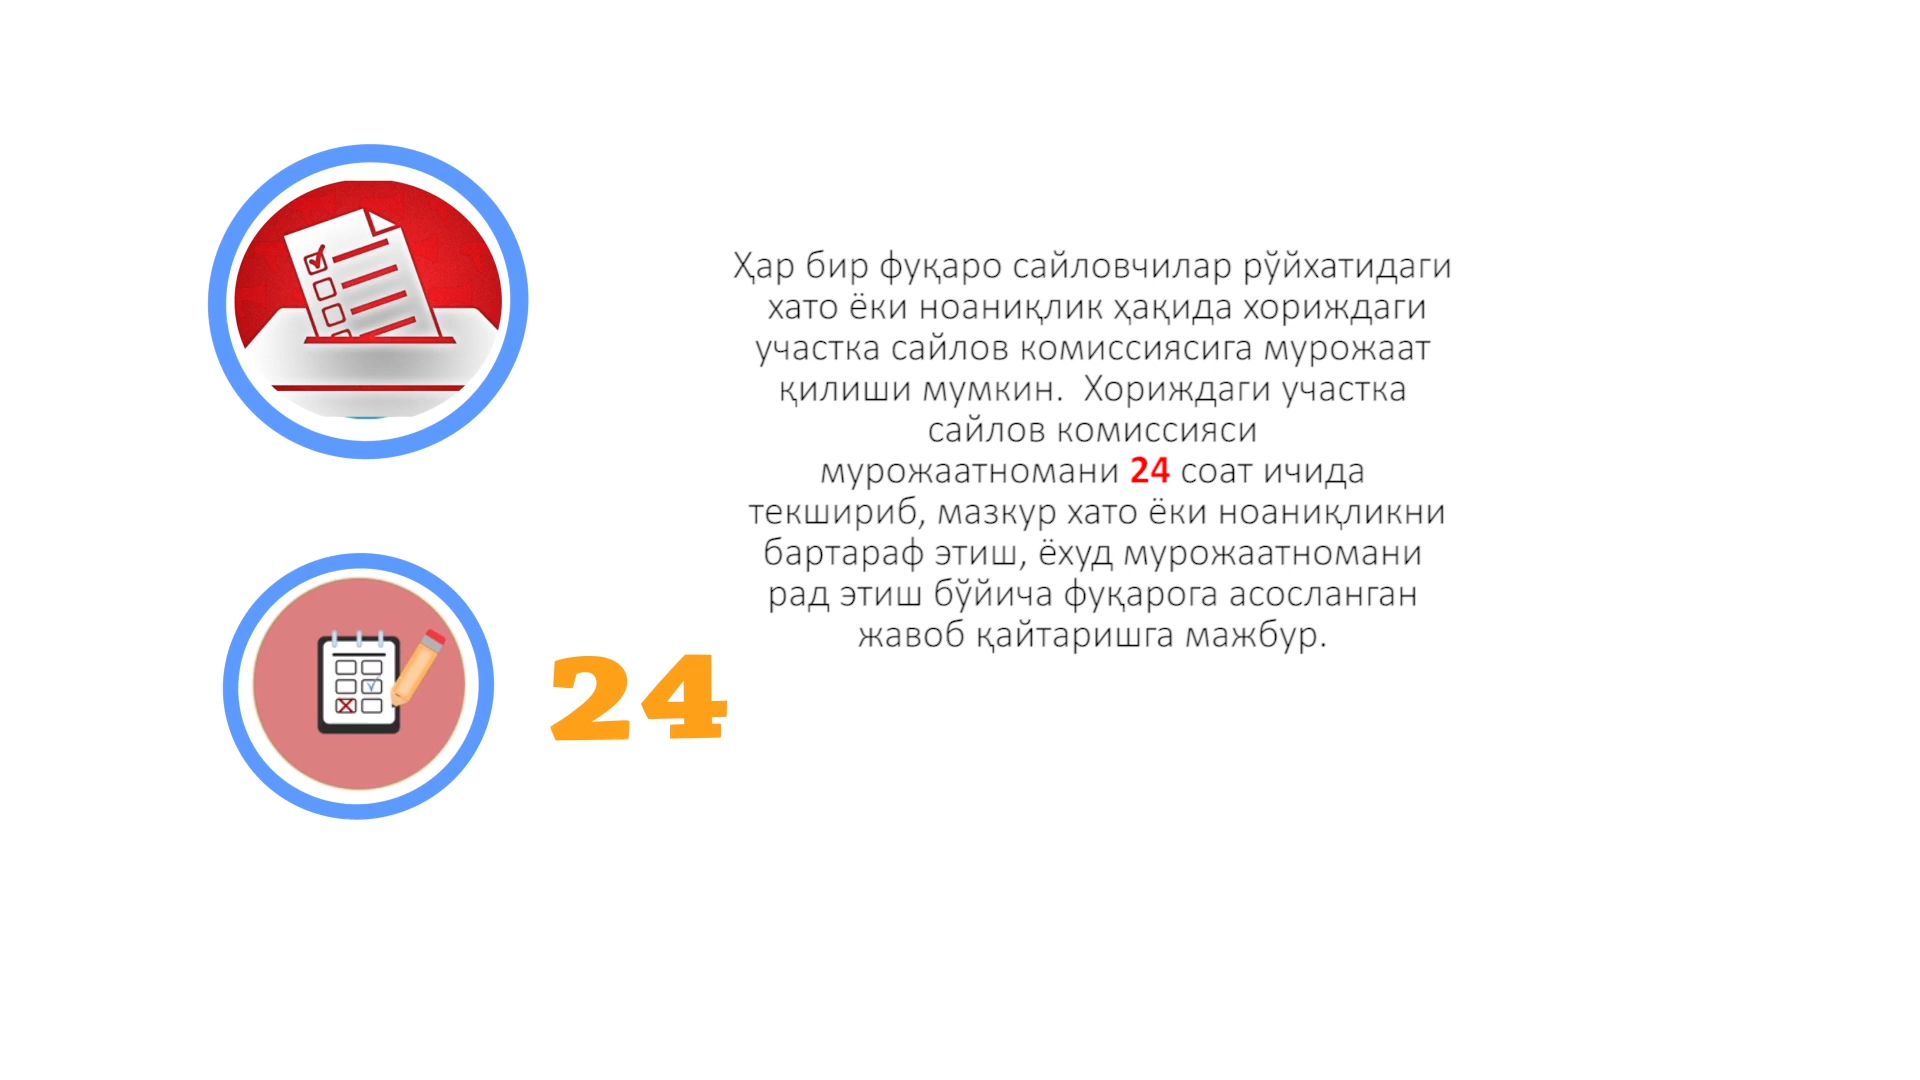 Ҳар бир фуқаро сайловчилар рўйхатидаги
хато ёки ноаниқлик ҳақида хориждаги
участка сайлов комиссиясига мурожаат
қилиши мумкин.  Хориждаги участка
сайлов комиссияси
мурожаатномани 24 соат ичида
текшириб, мазкур хато ёки ноаниқликни
бартараф этиш, ёхуд мурожаатномани
рад этиш бўйича фуқарога асосланган
жавоб қайтаришга мажбур.
24